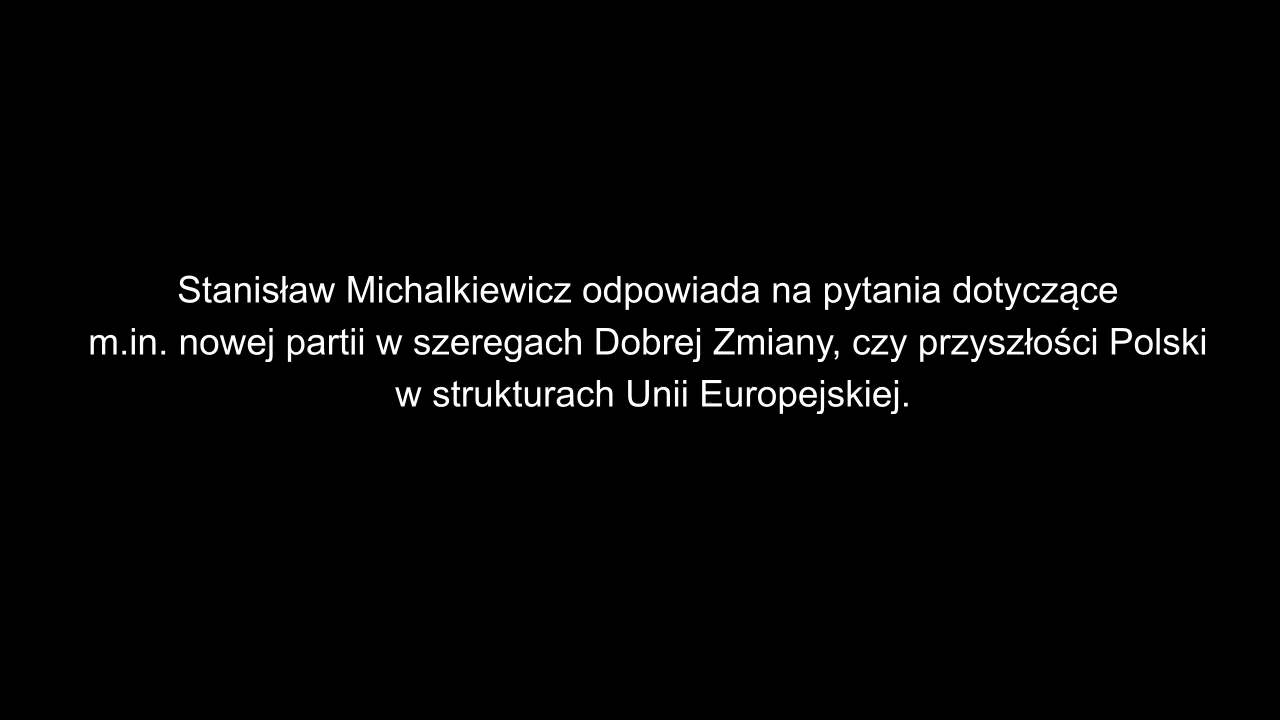 Stanisław Michalkiewicz odpowiada na pytania dotyczące
m.in. nowej partii w szeregach Dobrej Zmiany, czy przyszłości Polski
w strukturach Unii Europejskiej.